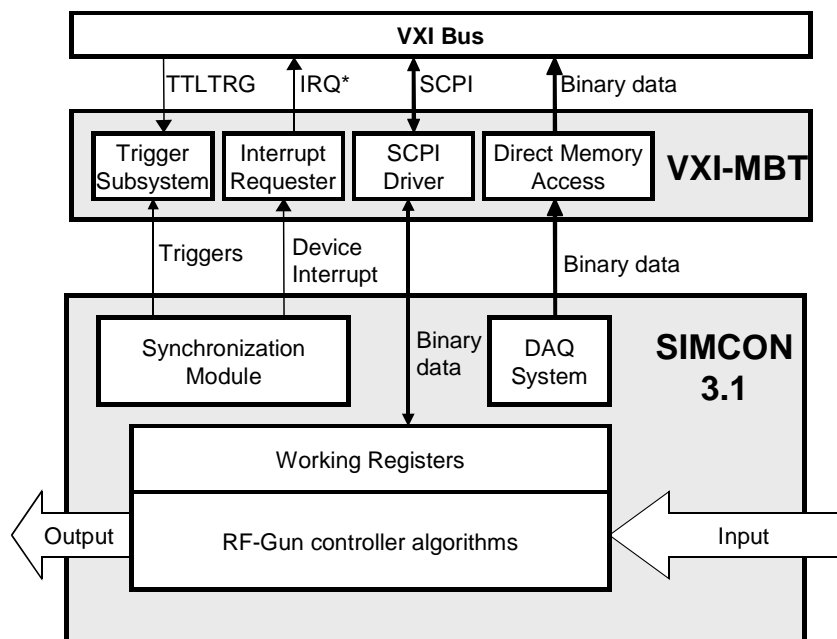 VXI Bus
TTLTRG
IRQ*
SCPI
Binary data
Trigger
Subsystem
Interrupt
Requester
SCPI
Driver
Direct Memory
Access
VXI-MBT
Triggers
Device
Interrupt
Binary data
Synchronization
Module
Binary
data
DAQ
System
SIMCON
3.1
Working Registers
Output
RF-Gun controller algorithms
Input